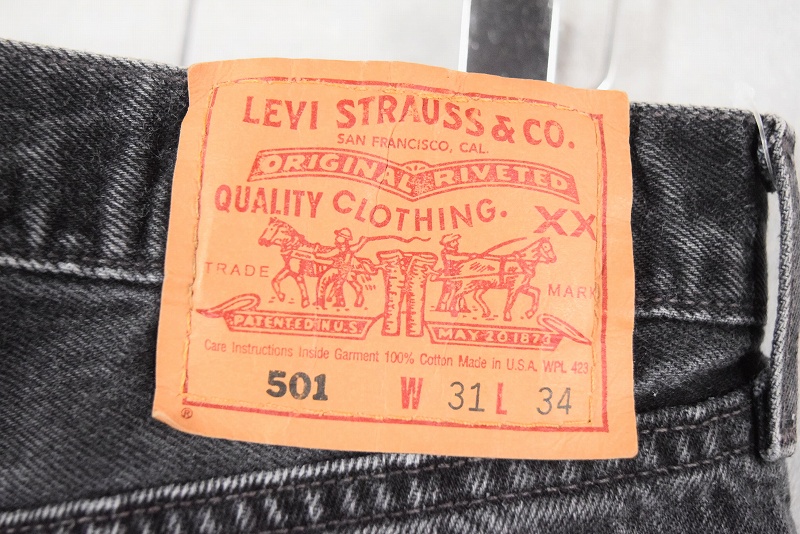 LEVI STRAUSS & CO.
SAN FRANCISCO, CAL.
ORIGINAL RIVETED
QUALITY CLOTHING. XX
TRADE MARK
PATENTED IN U.S. MAY 20.1873
Care Instructions Inside Garment 100% Cotton Made in U.S.A. WPL 423
501 W 31 L 34
®